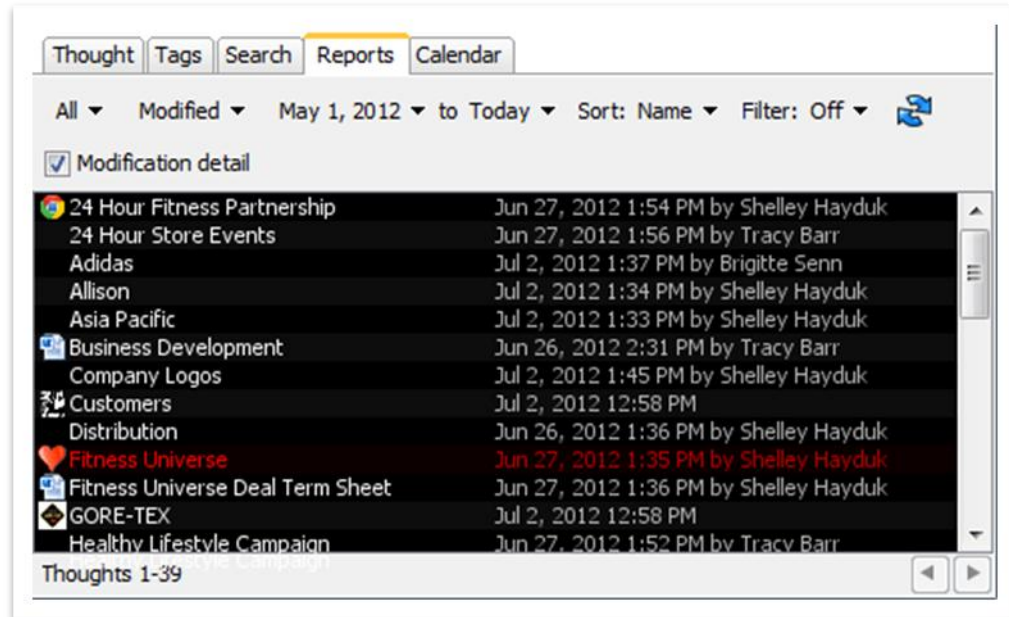 Thought Tags Search Reports Calendar
All Modified May 1, 2012 to Today Sort: Name Filter: Off
Modification detail
24 Hour Fitness Partnership Jun 27, 2012 1:54 PM by Shelley Hayduk
24 Hour Store Events Jun 27, 2012 1:56 PM by Tracy Barr
Adidas Jul 2, 2012 1:37 PM by Brigitte Senn
Allison Jul 2, 2012 1:34 PM by Shelley Hayduk
Asia Pacific Jul 2, 2012 1:33 PM by Shelley Hayduk
Business Development Jun 26, 2012 2:31 PM by Tracy Barr
Company Logos Jul 2, 2012 1:45 PM by Shelley Hayduk
Customers Jul 2, 2012 12:58 PM
Distribution Jun 26, 2012 1:36 PM by Shelley Hayduk
Fitness Universe Jun 27, 2012 1:35 PM by Shelley Hayduk
Fitness Universe Deal Term Sheet Jun 27, 2012 1:36 PM by Shelley Hayduk
GORE-TEX Jul 2, 2012 12:58 PM
Healthy Lifestyle Campaign Jun 27, 2012 1:52 PM by Tracy Barr
Thoughts 1-39